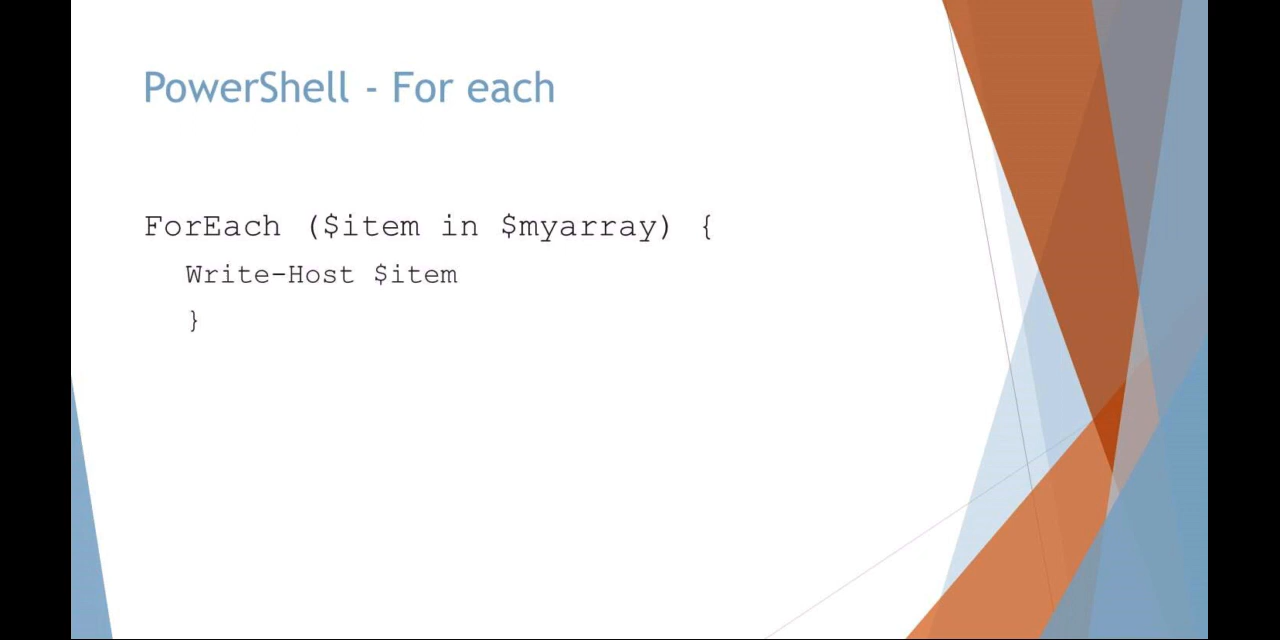 PowerShell - For each
ForEach ($item in $myarray) {
Write-Host $item
}